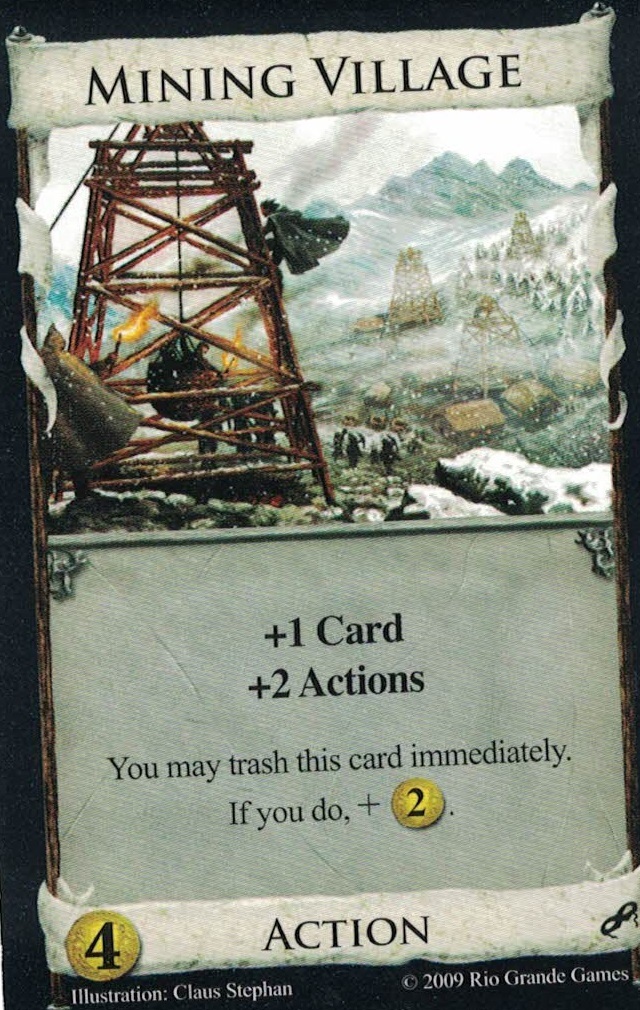 MINING VILLAGE
+1 Card
+2 Actions
You may trash this card immediately.
If you do, + 2.
4 ACTION
Illustration: Claus Stephan © 2009 Rio Grande Games